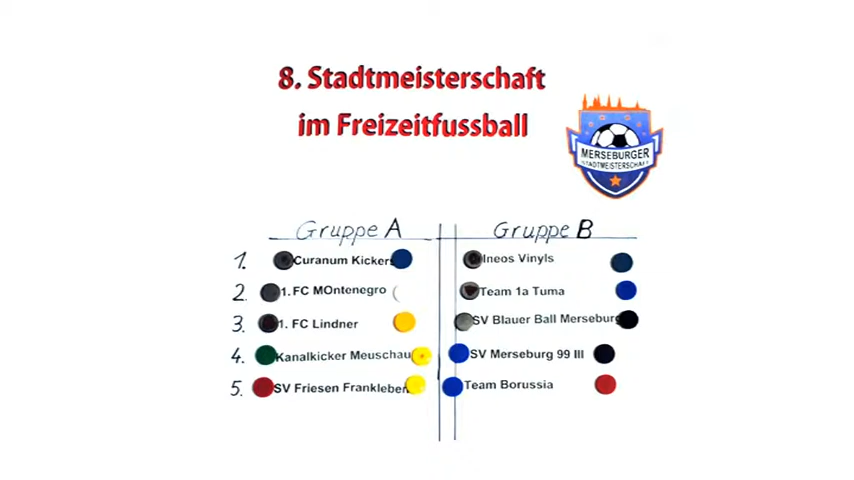 8. Stadtmeisterschaft
im Freizeitfussball
MERSEBURGER
STADTMEISTERSCHAFT
Gruppe A
Gruppe B
1. Curanum Kickers
Ineos Vinyls
2. 1. FC MOntenegro
Team 1a Tuma
3. 1. FC Lindner
SV Blauer Ball Merseburg
4. Kanalkicker Meuschau
SV Merseburg 99 III
5. SV Friesen Frankleben
Team Borussia